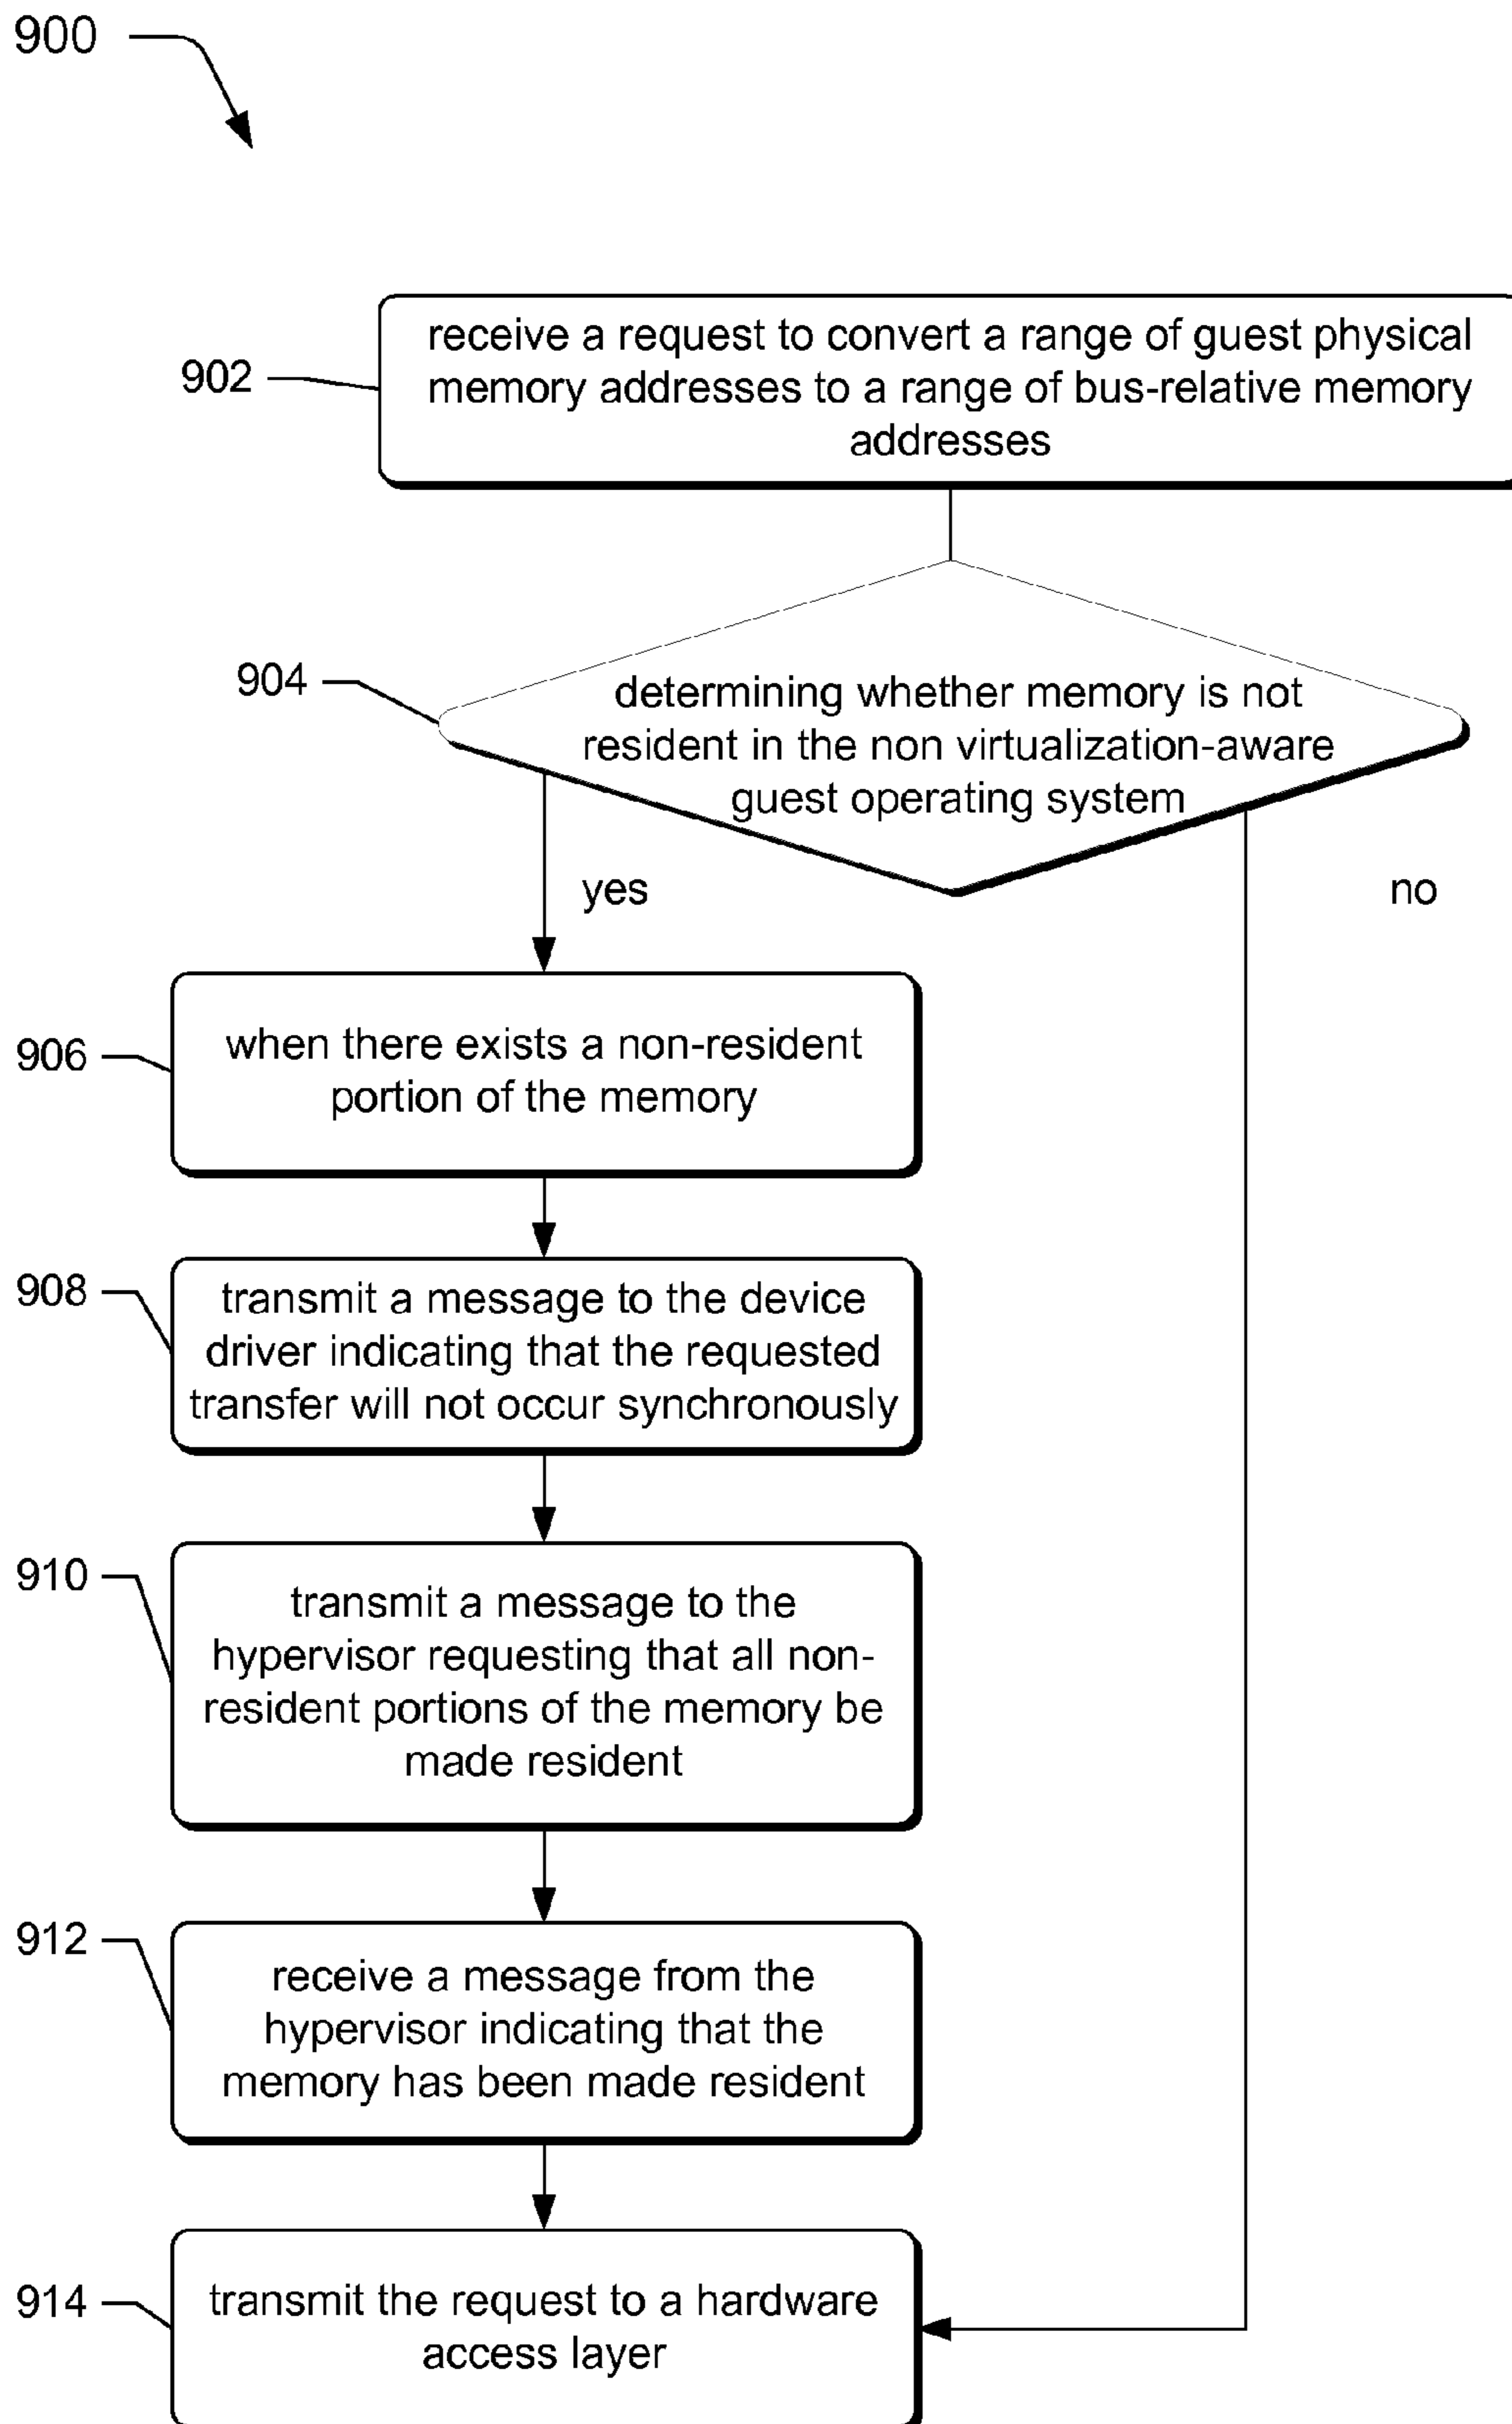 900
902
receive a request to convert a range of guest physical
memory addresses to a range of bus-relative memory
addresses
904
determining whether memory is not
resident in the non virtualization-aware
guest operating system
yes
no
906
when there exists a non-resident
portion of the memory
908
transmit a message to the device
driver indicating that the requested
transfer will not occur synchronously
910
transmit a message to the
hypervisor requesting that all non-
resident portions of the memory be
made resident
912
receive a message from the
hypervisor indicating that the
memory has been made resident
914
transmit the request to a hardware
access layer